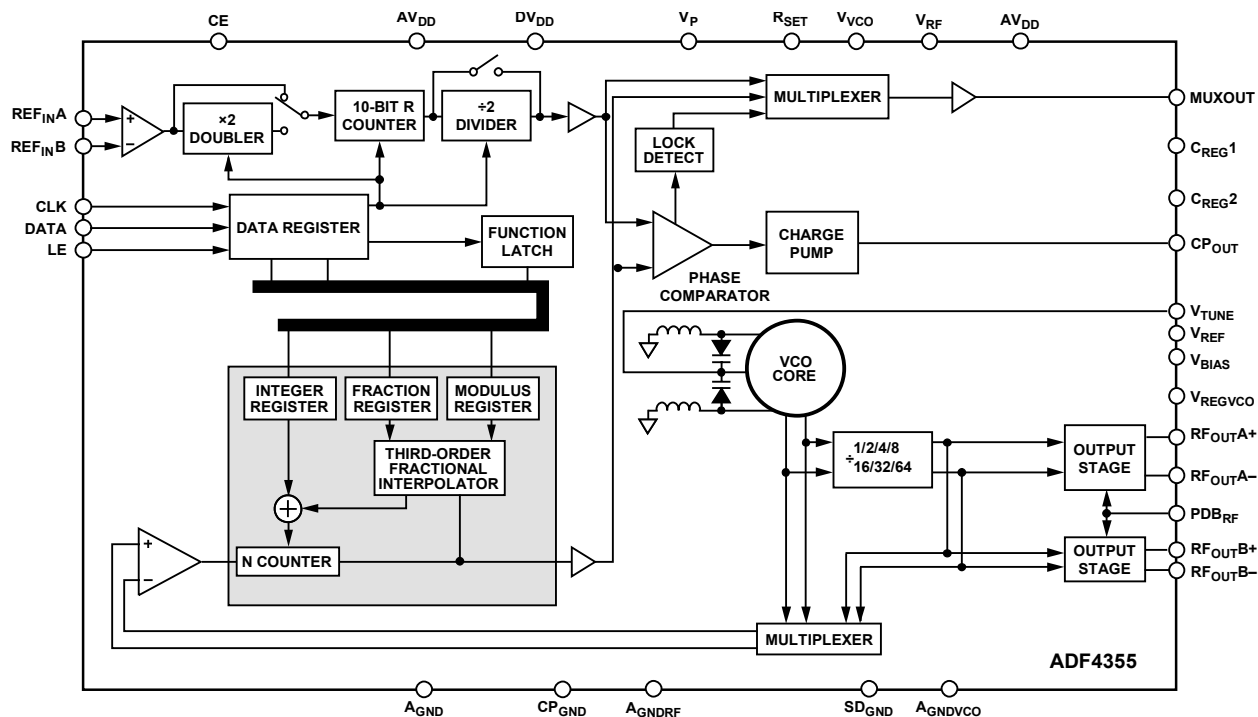 CE
AVDD
DVDD
VP
RSET
VVCO
VRF
AVDD
REFINA
REFINB
+
−
×2
DOUBLER
10-BIT R
COUNTER
÷2
DIVIDER
MULTIPLEXER
MUXOUT
LOCK
DETECT
CREG1
CREG2
CLK
DATA
LE
DATA REGISTER
FUNCTION
LATCH
PHASE
COMPARATOR
CHARGE
PUMP
CPOUT
VTUNE
VREF
VBIAS
VREGVCO
VCO
CORE
INTEGER
REGISTER
FRACTION
REGISTER
MODULUS
REGISTER
THIRD-ORDER
FRACTIONAL
INTERPOLATOR
+
N COUNTER
+
−
÷1/2/4/8
16/32/64
OUTPUT
STAGE
RFOUTA+
RFOUTA−
PDBRF
OUTPUT
STAGE
RFOUTB+
RFOUTB−
MULTIPLEXER
ADF4355
AGND
CPGND
AGNDRF
SDGND
AGNDVCO